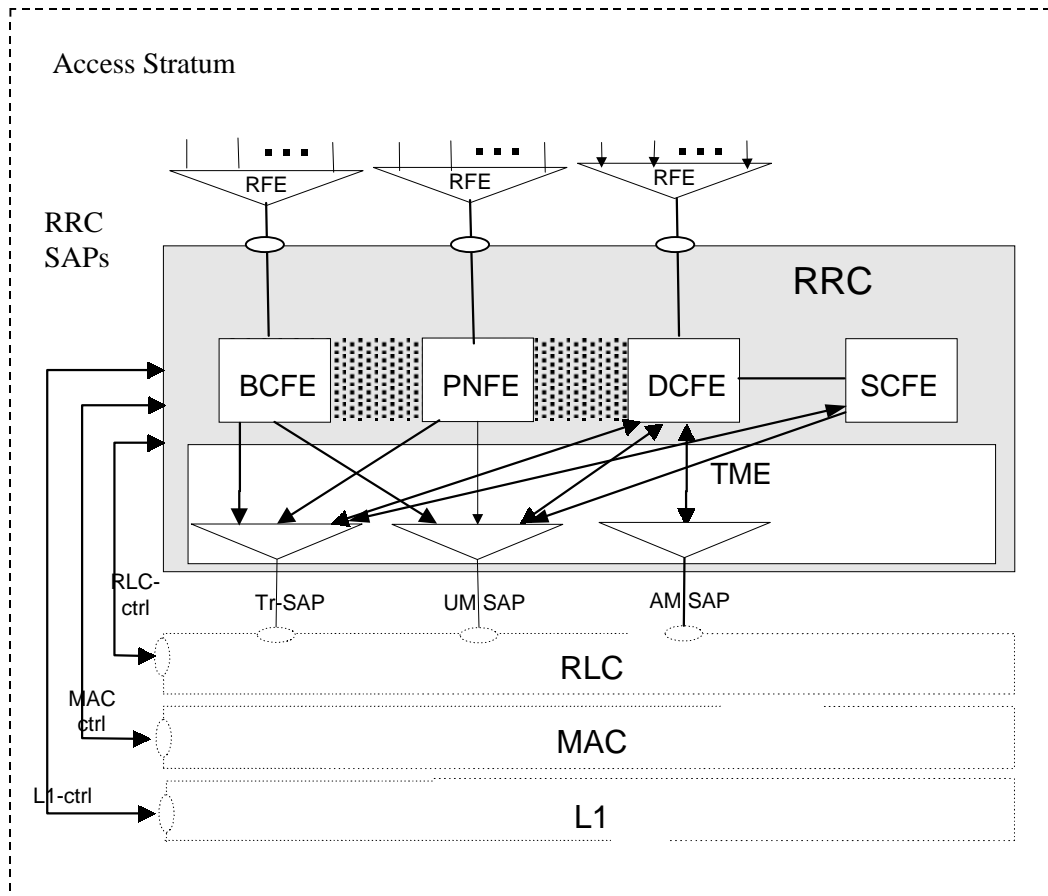 Access Stratum
RFE
RFE
RFE
RRC
SAPs
RRC
BCFE
PNFE
DCFE
SCFE
TME
RLC-
ctrl
Tr-SAP
UM SAP
AM SAP
RLC
MAC
ctrl
MAC
L1-ctrl
L1